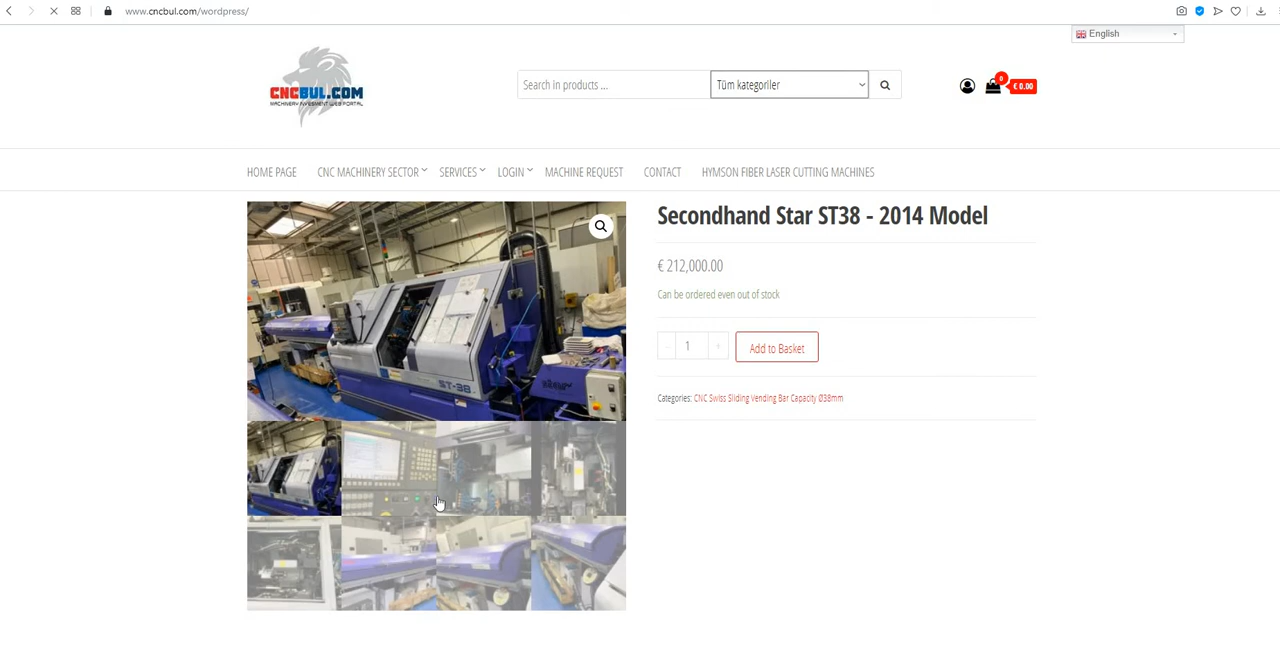 www.cncbul.com/wordpress/
English
CNCBUL.COM
MACHINERY INVESMENT WEB PORTAL
Search in products ...
Tüm kategoriler
0
€ 0.00
HOME PAGE
CNC MACHINERY SECTOR
SERVICES
LOGIN
MACHINE REQUEST
CONTACT
HYMSON FIBER LASER CUTTING MACHINES
Secondhand Star ST38 - 2014 Model
€ 212,000.00
Can be ordered even out of stock
- 1 +
Add to Basket
Categories: CNC Swiss Sliding Vending Bar Capacity Ø38mm
ST-38